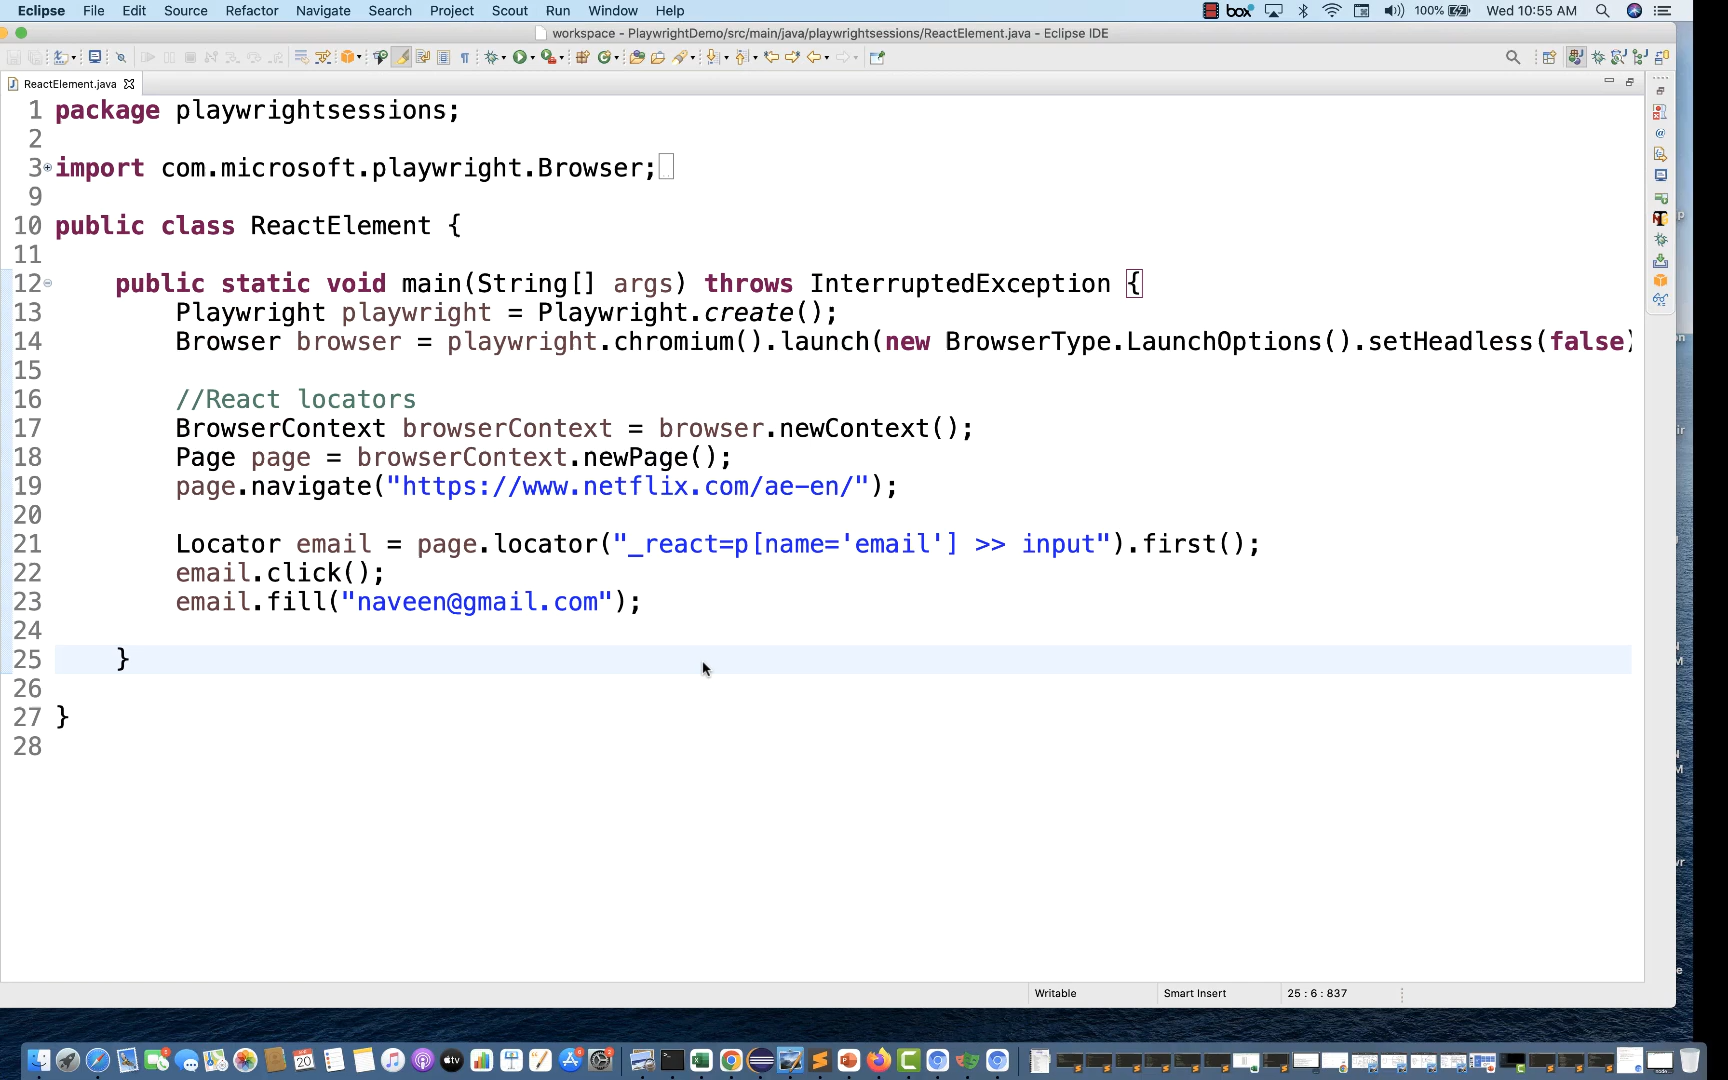 Eclipse File Edit Source Refactor Navigate Search Project Scout Run Window Help box 100% Wed 10:55 AM
workspace - PlaywrightDemo/src/main/java/playwrightsessions/ReactElement.java - Eclipse IDE
ReactElement.java
1 package playwrightsessions;
2
3 import com.microsoft.playwright.Browser;
9
10 public class ReactElement {
11
12 public static void main(String[] args) throws InterruptedException {
13 Playwright playwright = Playwright.create();
14 Browser browser = playwright.chromium().launch(new BrowserType.LaunchOptions().setHeadless(false)
15
16 //React locators
17 BrowserContext browserContext = browser.newContext();
18 Page page = browserContext.newPage();
19 page.navigate("https://www.netflix.com/ae-en/");
20
21 Locator email = page.locator("_react=p[name='email'] >> input").first();
22 email.click();
23 email.fill("naveen@gmail.com");
24
25 }
26
27 }
28
Writable Smart Insert 25 : 6 : 837